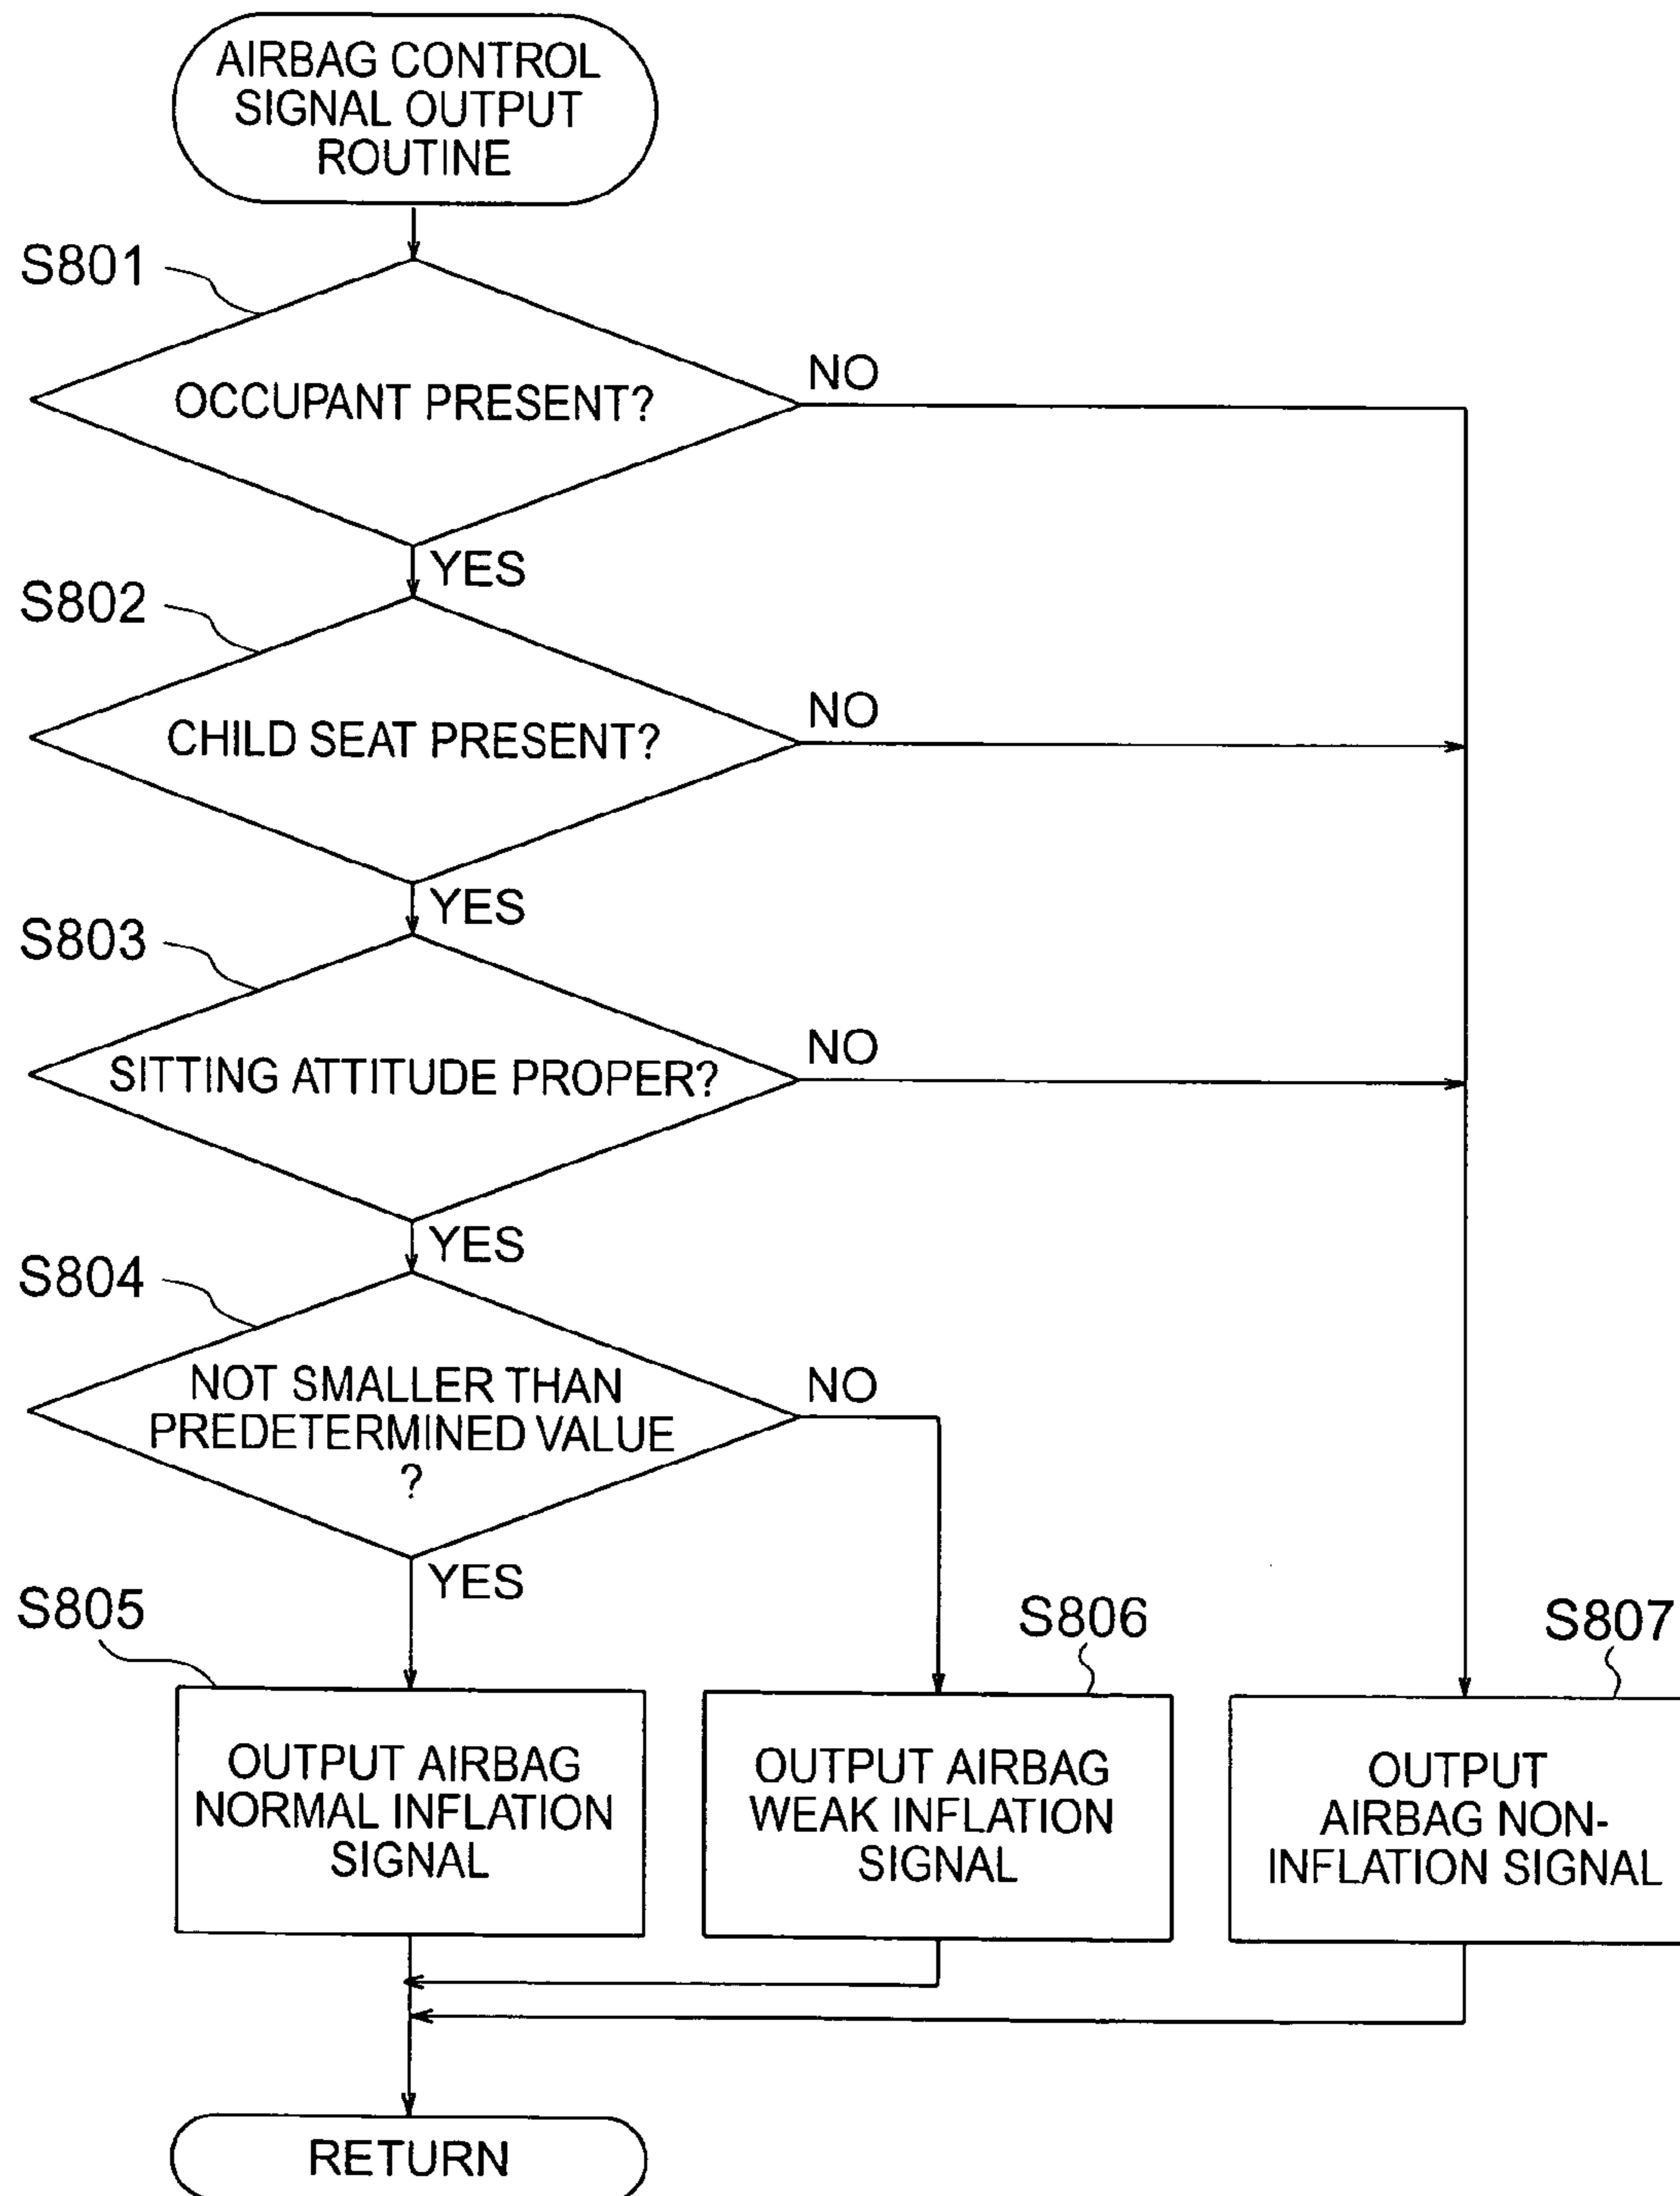 AIRBAG CONTROL
SIGNAL OUTPUT
ROUTINE
S801
OCCUPANT PRESENT?
NO
YES
S802
CHILD SEAT PRESENT?
NO
YES
S803
SITTING ATTITUDE PROPER?
NO
YES
S804
NOT SMALLER THAN
PREDETERMINED VALUE
?
NO
YES
S805
OUTPUT AIRBAG
NORMAL INFLATION
SIGNAL
S806
OUTPUT AIRBAG
WEAK INFLATION
SIGNAL
S807
OUTPUT
AIRBAG NON-
INFLATION SIGNAL
RETURN